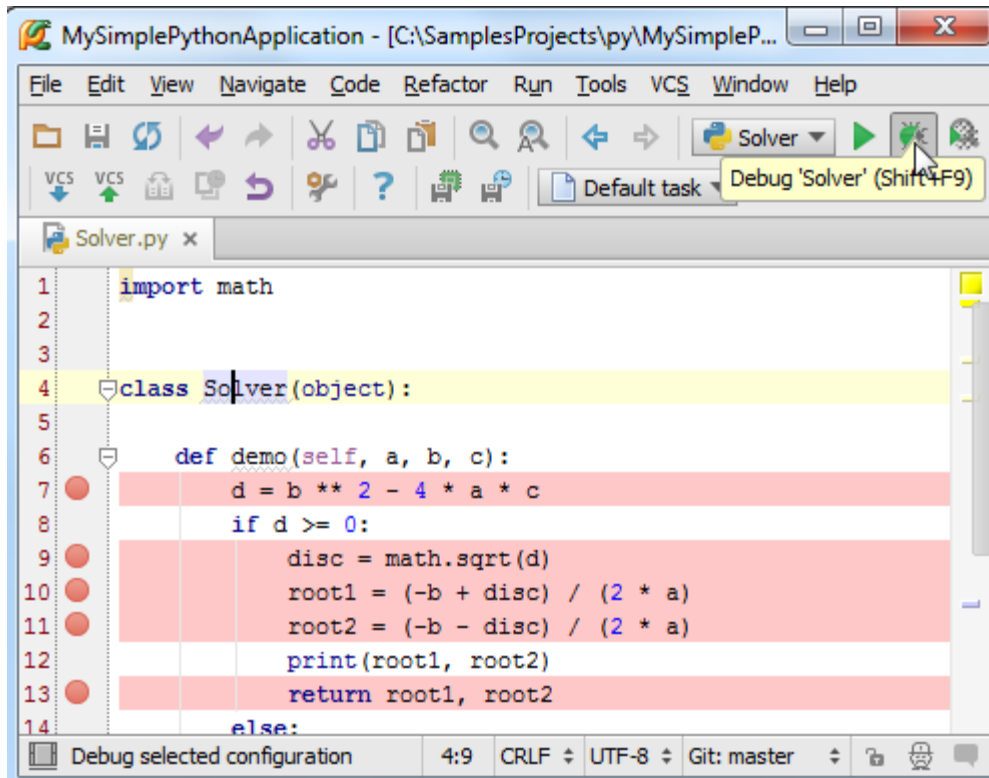 MySimplePythonApplication - [C:\SamplesProjects\py\MySimpleP...
File Edit View Navigate Code Refactor Run Tools VCS Window Help
Solver
VCS VCS ? Default task
Debug 'Solver' (Shift+F9)
Solver.py
1 import math
2
3
4 class Solver(object):
5
6 def demo(self, a, b, c):
7 d = b ** 2 - 4 * a * c
8 if d >= 0:
9 disc = math.sqrt(d)
10 root1 = (-b + disc) / (2 * a)
11 root2 = (-b - disc) / (2 * a)
12 print(root1, root2)
13 return root1, root2
14 else:
Debug selected configuration 4:9 CRLF UTF-8 Git: master